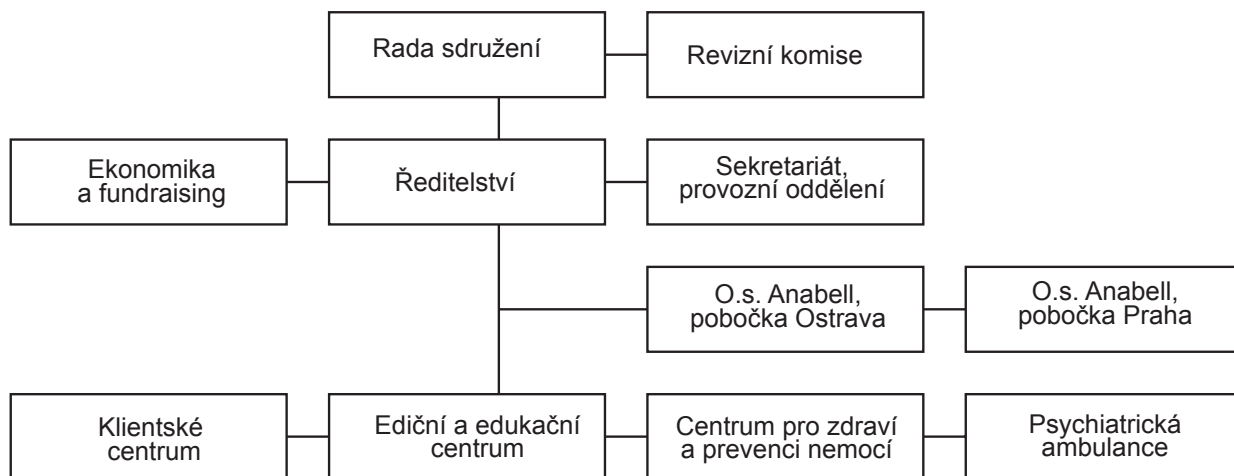 Rada sdružení
Revizní komise
Ekonomika
a fundraising
Ředitelství
Sekretariát,
provozní oddělení
O.s. Anabell,
pobočka Ostrava
O.s. Anabell,
pobočka Praha
Klientské
centrum
Ediční a edukační
centrum
Centrum pro zdraví
a prevenci nemocí
Psychiatrická
ambulance